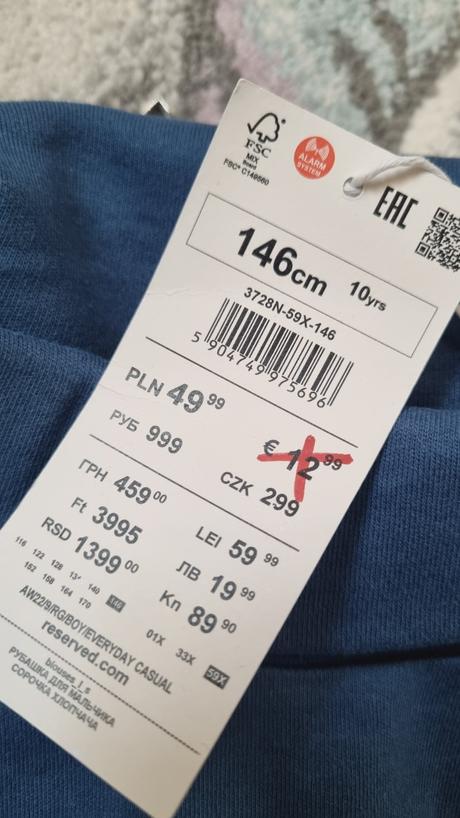 FSC
MIX
Board
FSC® C149560
ALARM
SYSTEM
EAC
146cm 10yrs
3728N-59X-146
5 904749 975696
PLN 49 99
РУБ 999
€ 12 99
CZK 299
ГРН 459 00
Ft 3995
RSD 1399 00
LEI 59 99
ЛВ 19 99
Kn 89 90
116 122 128 140 146
152 158 164 170
01X 33X 59X
AW22/9/RG/BOY/EVERYDAY CASUAL
reserved.com
blouses_l_s
РУБАШКА ДЛЯ МАЛЬЧИКА
СОРОЧКА ХЛОПЧАЧА